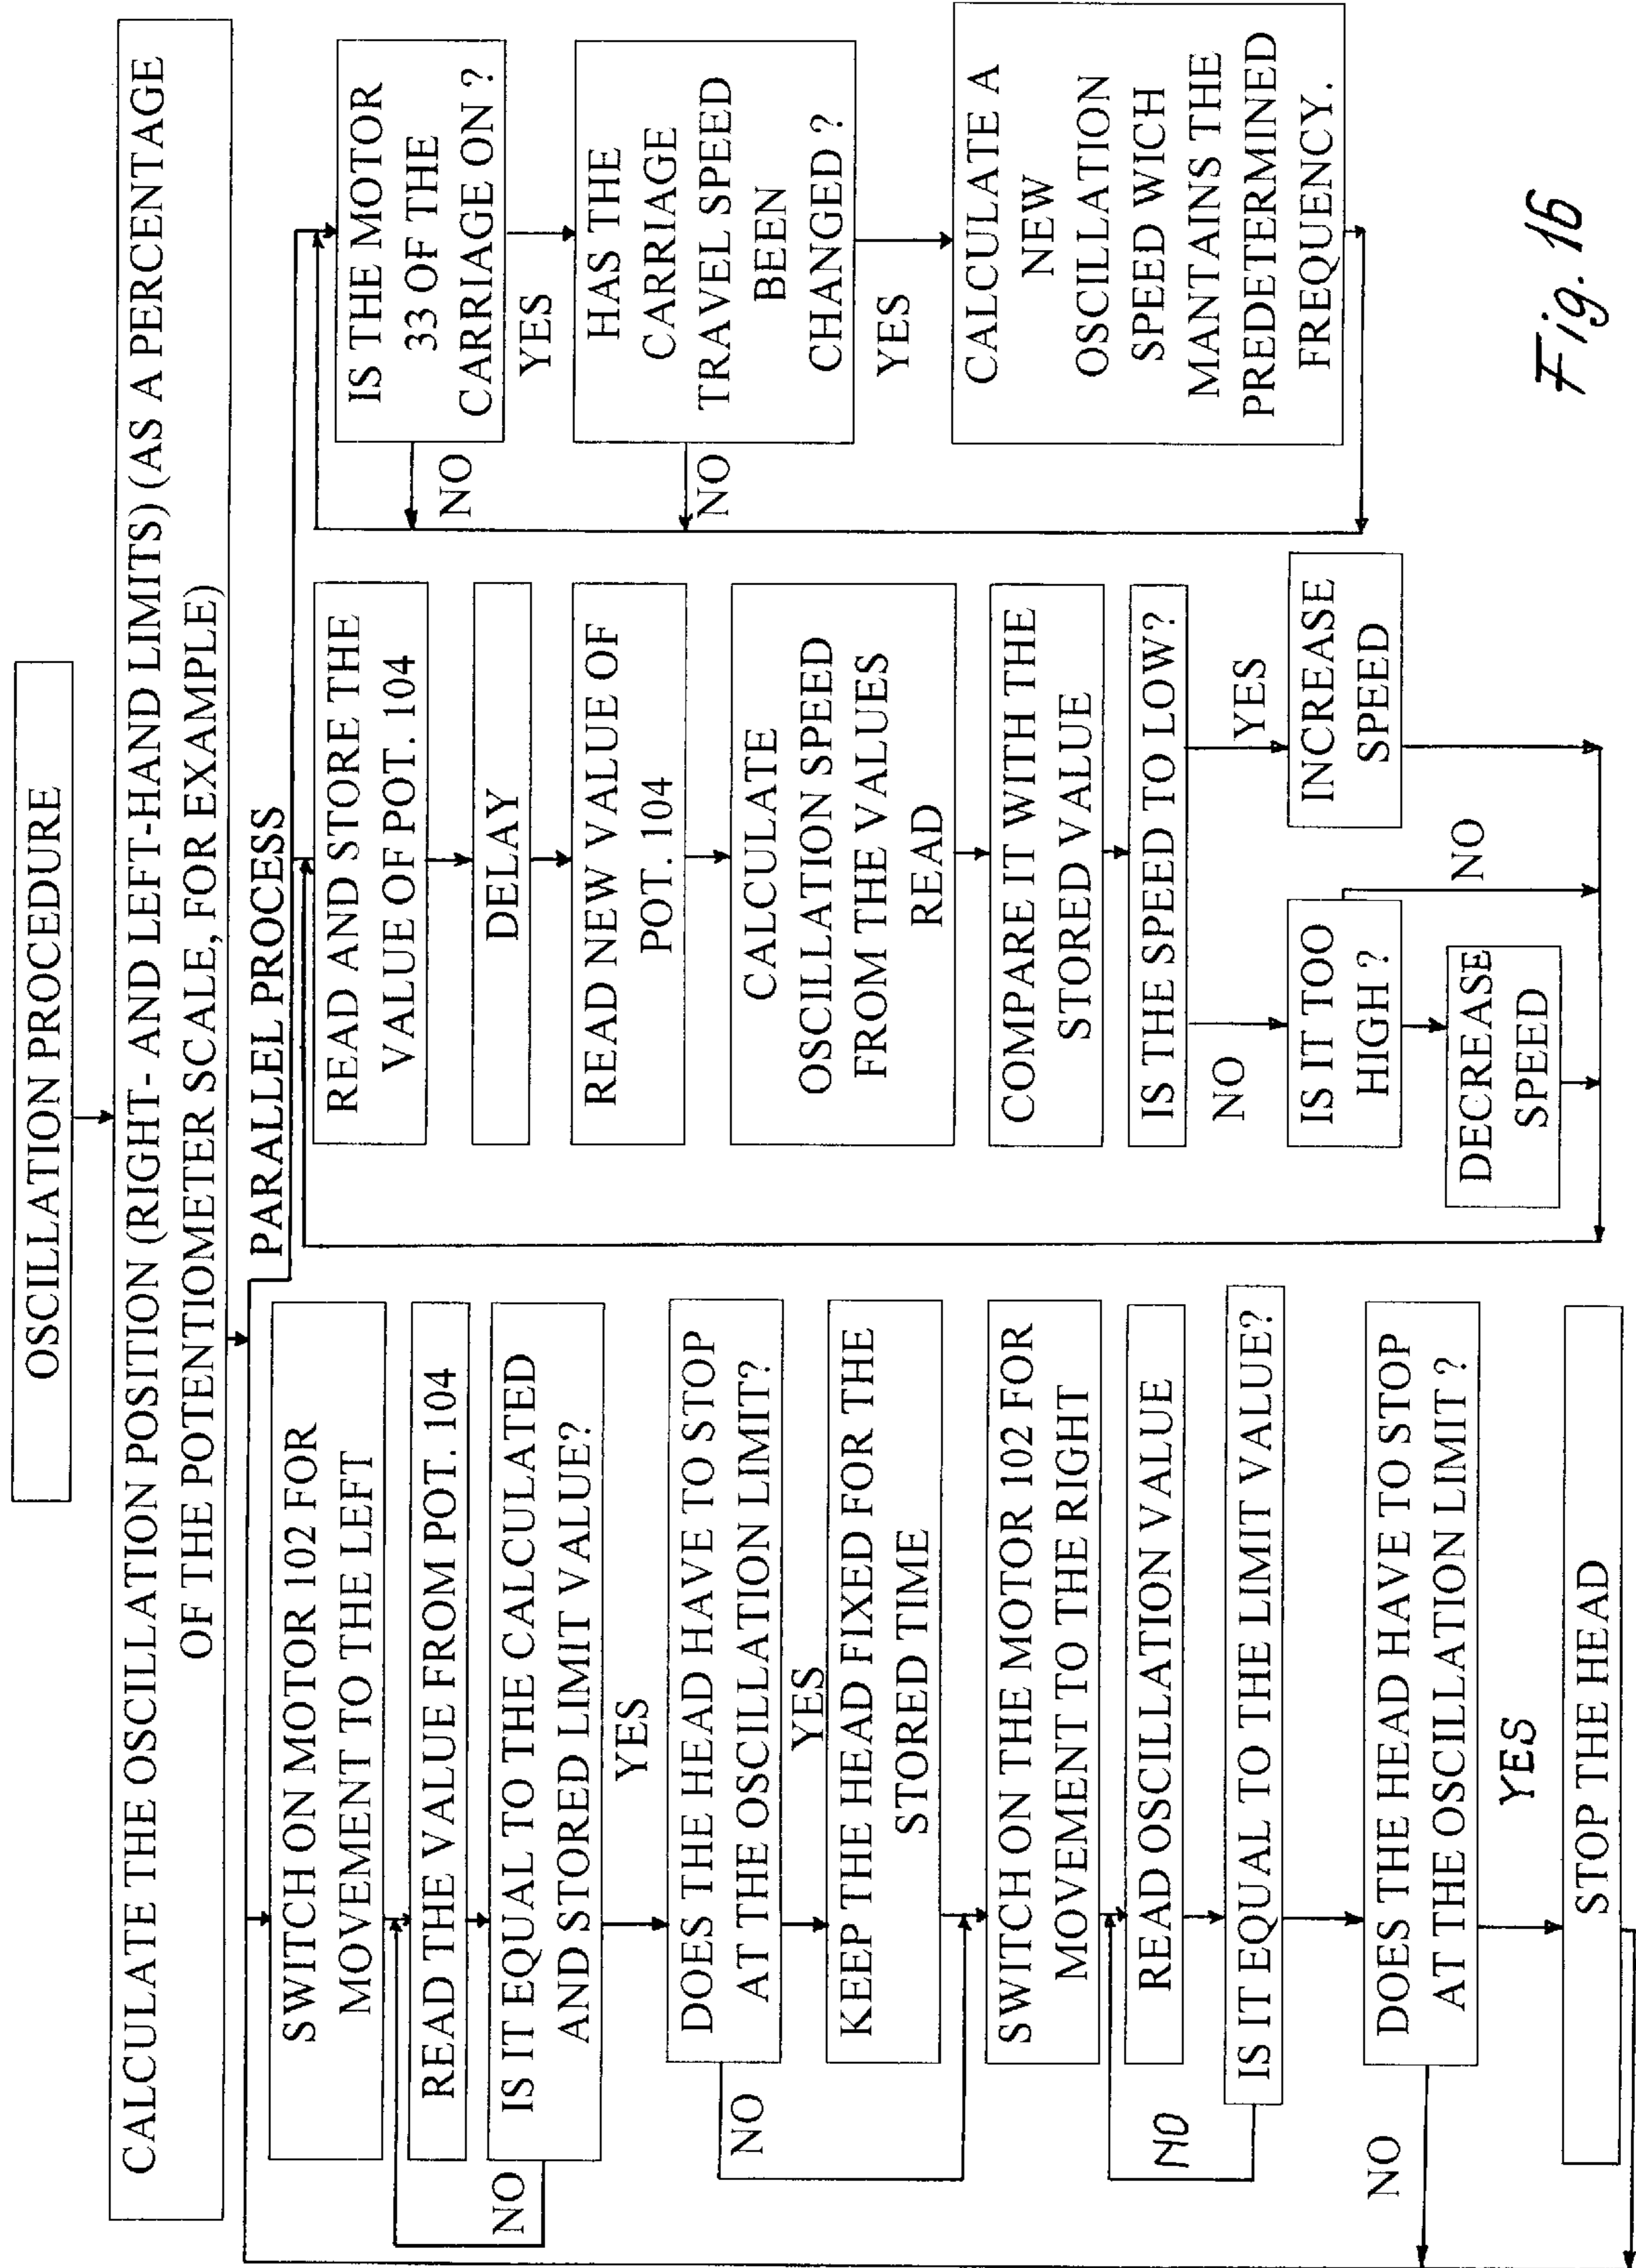 OSCILLATION PROCEDURE
CALCULATE THE OSCILLATION POSITION (RIGHT- AND LEFT-HAND LIMITS) (AS A PERCENTAGE
OF THE POTENTIOMETER SCALE, FOR EXAMPLE)
PARALLEL PROCESS
SWITCH ON MOTOR 102 FOR
MOVEMENT TO THE LEFT
READ THE VALUE FROM POT. 104
IS IT EQUAL TO THE CALCULATED
AND STORED LIMIT VALUE?
NO
YES
DOES THE HEAD HAVE TO STOP
AT THE OSCILLATION LIMIT?
NO
YES
KEEP THE HEAD FIXED FOR THE
STORED TIME
SWITCH ON THE MOTOR 102 FOR
MOVEMENT TO THE RIGHT
READ OSCILLATION VALUE
IS IT EQUAL TO THE LIMIT VALUE?
NO
DOES THE HEAD HAVE TO STOP
AT THE OSCILLATION LIMIT ?
NO
YES
STOP THE HEAD
READ AND STORE THE
VALUE OF POT. 104
DELAY
READ NEW VALUE OF
POT. 104
CALCULATE
OSCILLATION SPEED
FROM THE VALUES
READ
COMPARE IT WITH THE
STORED VALUE
IS THE SPEED TO LOW?
NO
YES
IS IT TOO
HIGH ?
INCREASE
SPEED
NO
DECREASE
SPEED
IS THE MOTOR
33 OF THE
CARRIAGE ON ?
NO
YES
HAS THE
CARRIAGE
TRAVEL SPEED
BEEN
CHANGED ?
NO
YES
CALCULATE A
NEW
OSCILLATION
SPEED WICH
MANTAINS THE
PREDETERMINED
FREQUENCY.
Fig. 16